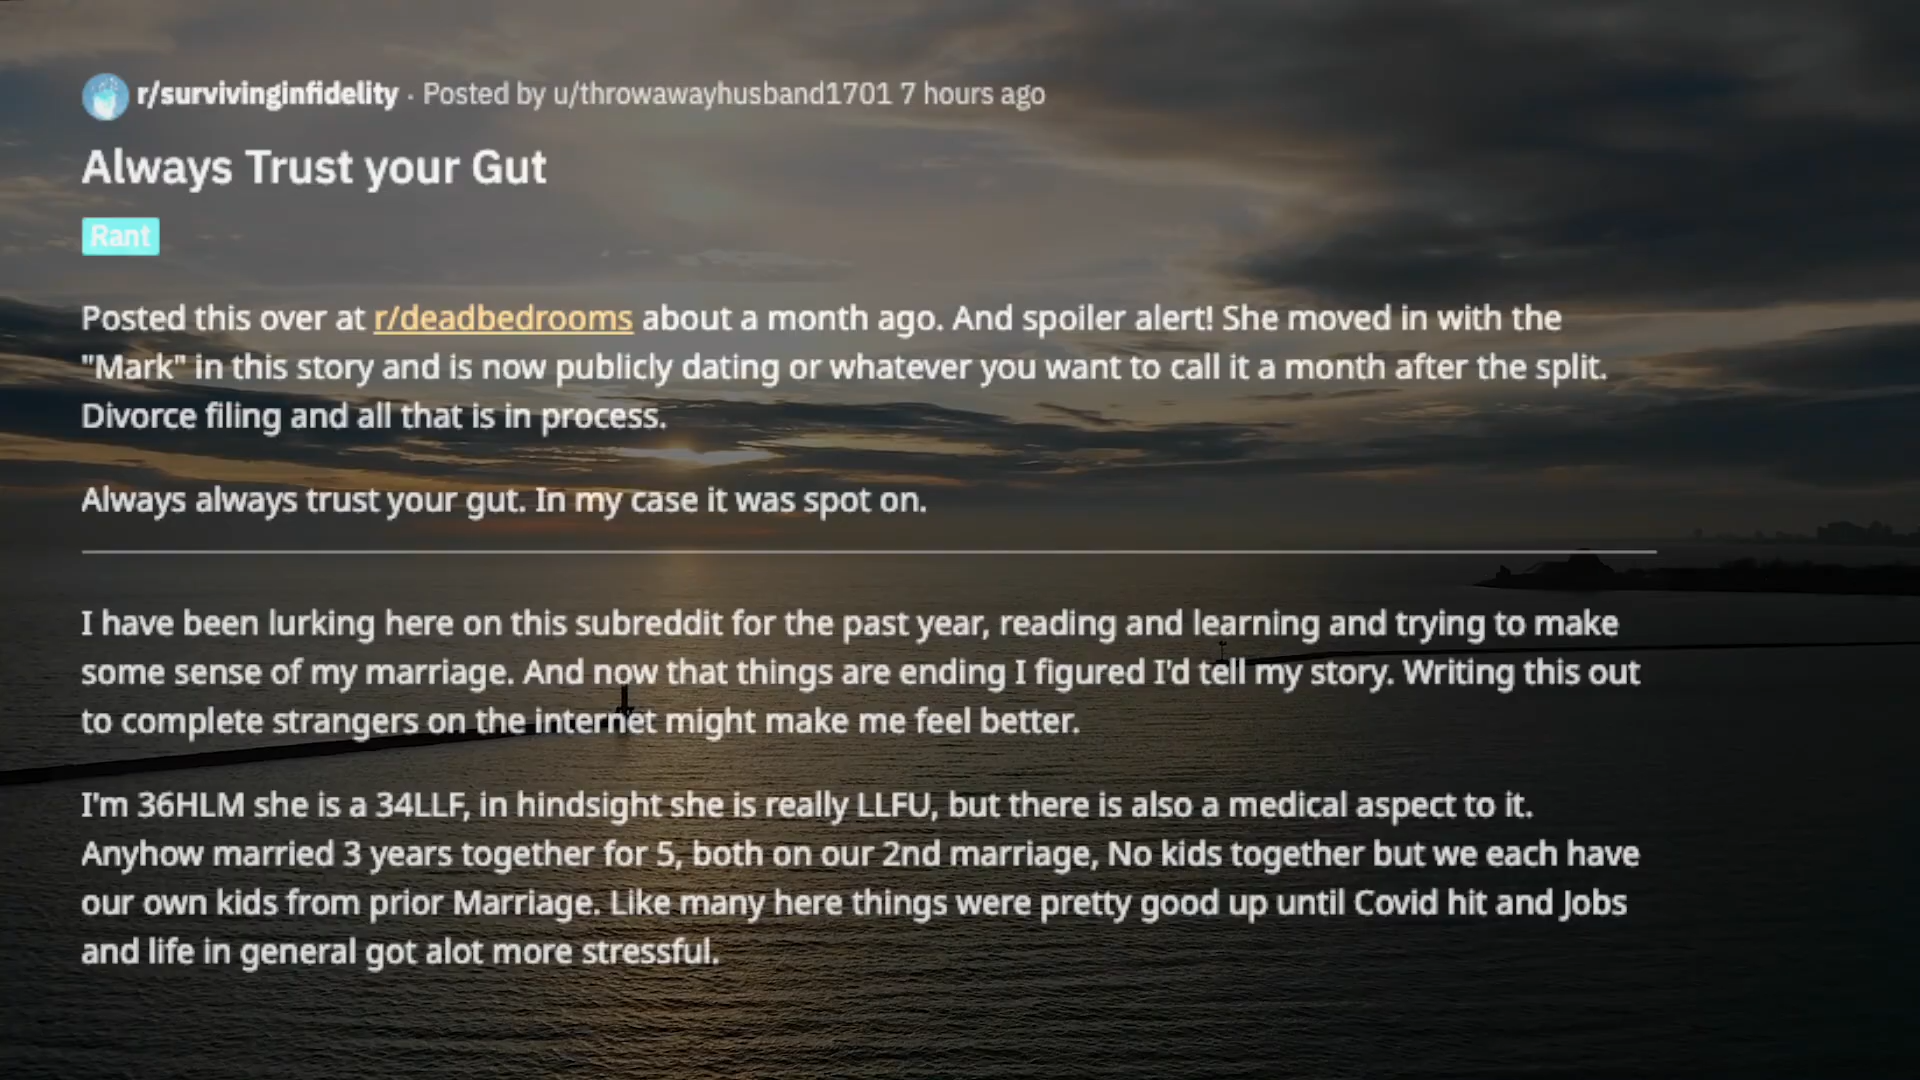 r/survivinginfidelity · Posted by u/throwawayhusband1701 7 hours ago
Always Trust your Gut
Rant
Posted this over at r/deadbedrooms about a month ago. And spoiler alert! She moved in with the
"Mark" in this story and is now publicly dating or whatever you want to call it a month after the split.
Divorce filing and all that is in process.
Always always trust your gut. In my case it was spot on.
I have been lurking here on this subreddit for the past year, reading and learning and trying to make
some sense of my marriage. And now that things are ending I figured I'd tell my story. Writing this out
to complete strangers on the internet might make me feel better.
I'm 36HLM she is a 34LLF, in hindsight she is really LLFU, but there is also a medical aspect to it.
Anyhow married 3 years together for 5, both on our 2nd marriage, No kids together but we each have
our own kids from prior Marriage. Like many here things were pretty good up until Covid hit and Jobs
and life in general got alot more stressful.